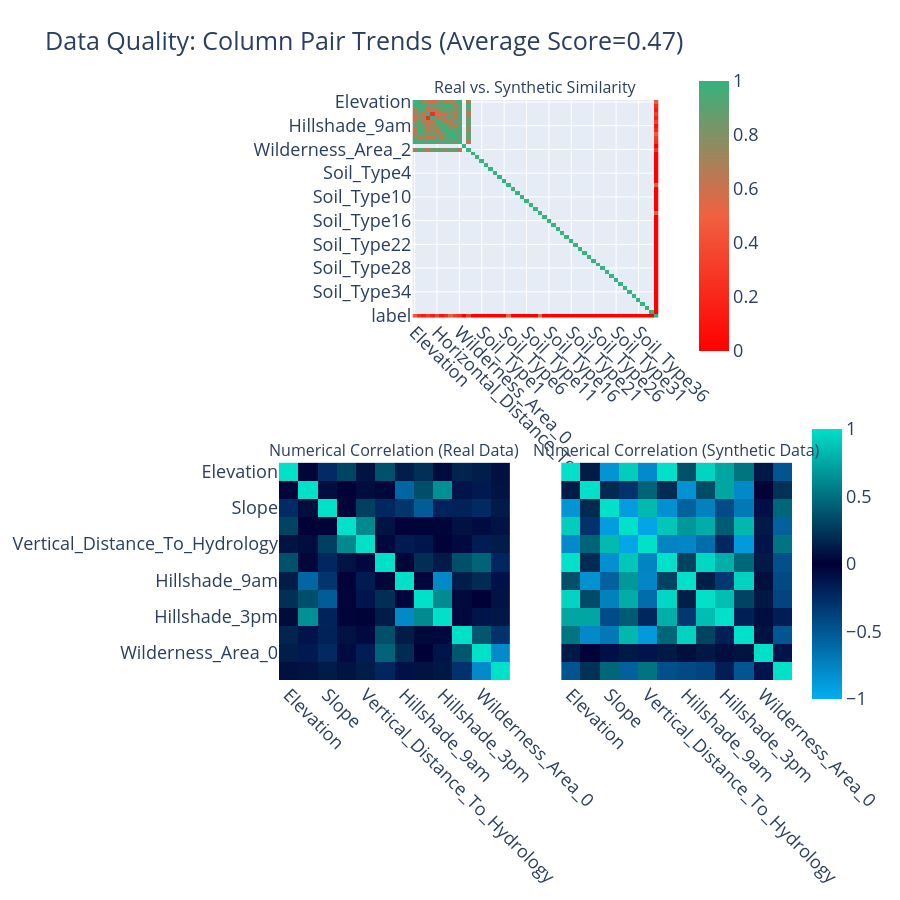 Data Quality: Column Pair Trends (Average Score=0.47)
Real vs. Synthetic Similarity
Elevation
Hillshade_9am
Wilderness_Area_2
Soil_Type4
Soil_Type10
Soil_Type16
Soil_Type22
Soil_Type28
Soil_Type34
label
Elevation
Horizontal_Distance_To
Wilderness_Area_0
Soil_Type1
Soil_Type6
Soil_Type11
Soil_Type16
Soil_Type21
Soil_Type26
Soil_Type31
Soil_Type36
1
0.8
0.6
0.4
0.2
0
Numerical Correlation (Real Data)
Elevation
Slope
Vertical_Distance_To_Hydrology
Hillshade_9am
Hillshade_3pm
Wilderness_Area_0
Elevation
Slope
Vertical_Distance_To_Hydrology
Hillshade_9am
Hillshade_3pm
Wilderness_Area_0
Numerical Correlation (Synthetic Data)
Elevation
Slope
Vertical_Distance_To_Hydrology
Hillshade_9am
Hillshade_3pm
Wilderness_Area_0
1
0.5
0
−0.5
−1